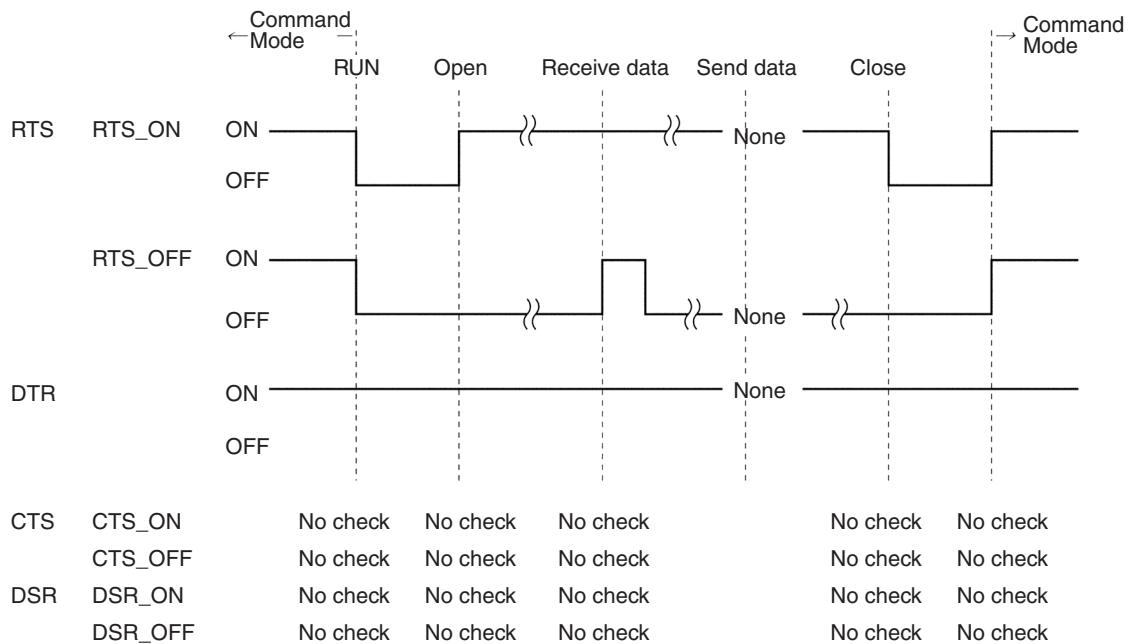 ← Command
Mode
→ Command
Mode
RUN Open Receive data Send data Close
RTS RTS_ON ON None
OFF
RTS_OFF ON
OFF None
DTR ON None
OFF
CTS CTS_ON No check No check No check No check No check
CTS_OFF No check No check No check No check No check
DSR DSR_ON No check No check No check No check No check
DSR_OFF No check No check No check No check No check